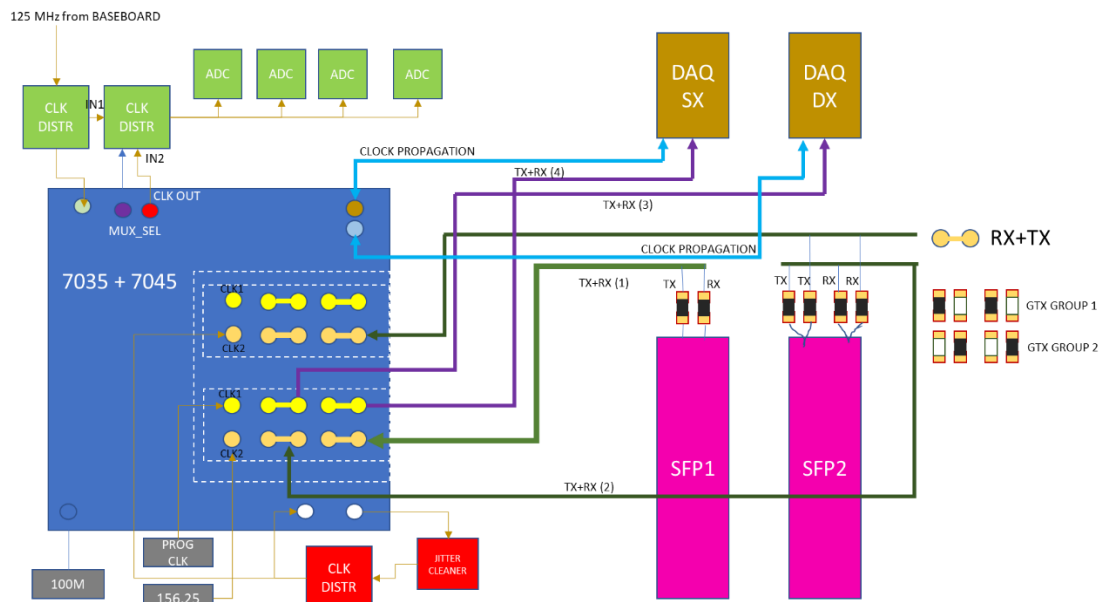 125 MHz from BASEBOARD
ADC
ADC
ADC
ADC
DAQ
SX
DAQ
DX
CLK
DISTR
IN1
CLK
DISTR
IN2
CLOCK PROPAGATION
TX+RX (4)
CLK OUT
TX+RX (3)
MUX_SEL
RX+TX
CLOCK PROPAGATION
7035 + 7045
TX+RX (1)
TX
RX
TX
TX
RX
RX
CLK1
GTX GROUP 1
CLK2
GTX GROUP 2
CLK1
CLK2
SFP1
SFP2
TX+RX (2)
PROG
CLK
JITTER
CLEANER
CLK
DISTR
100M
156.25